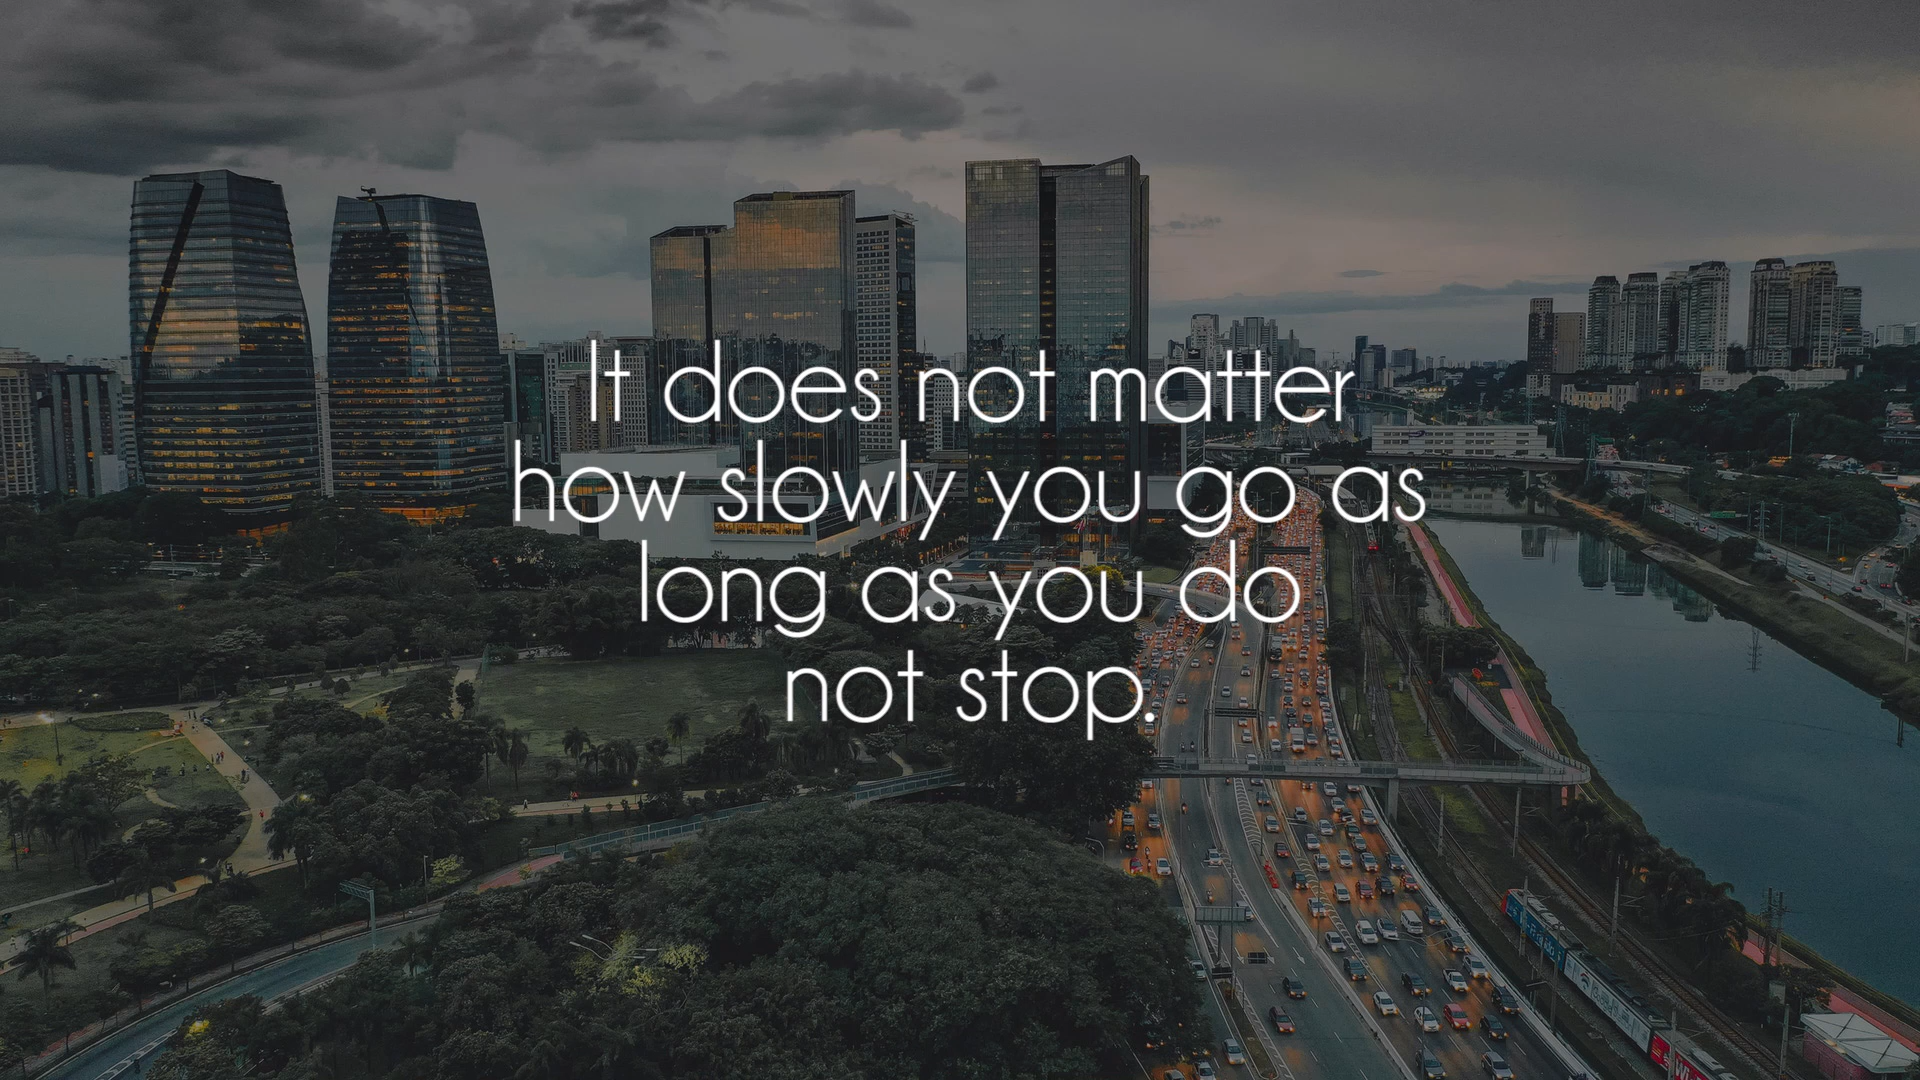 It does not matter
how slowly you go as
long as you do
not stop.